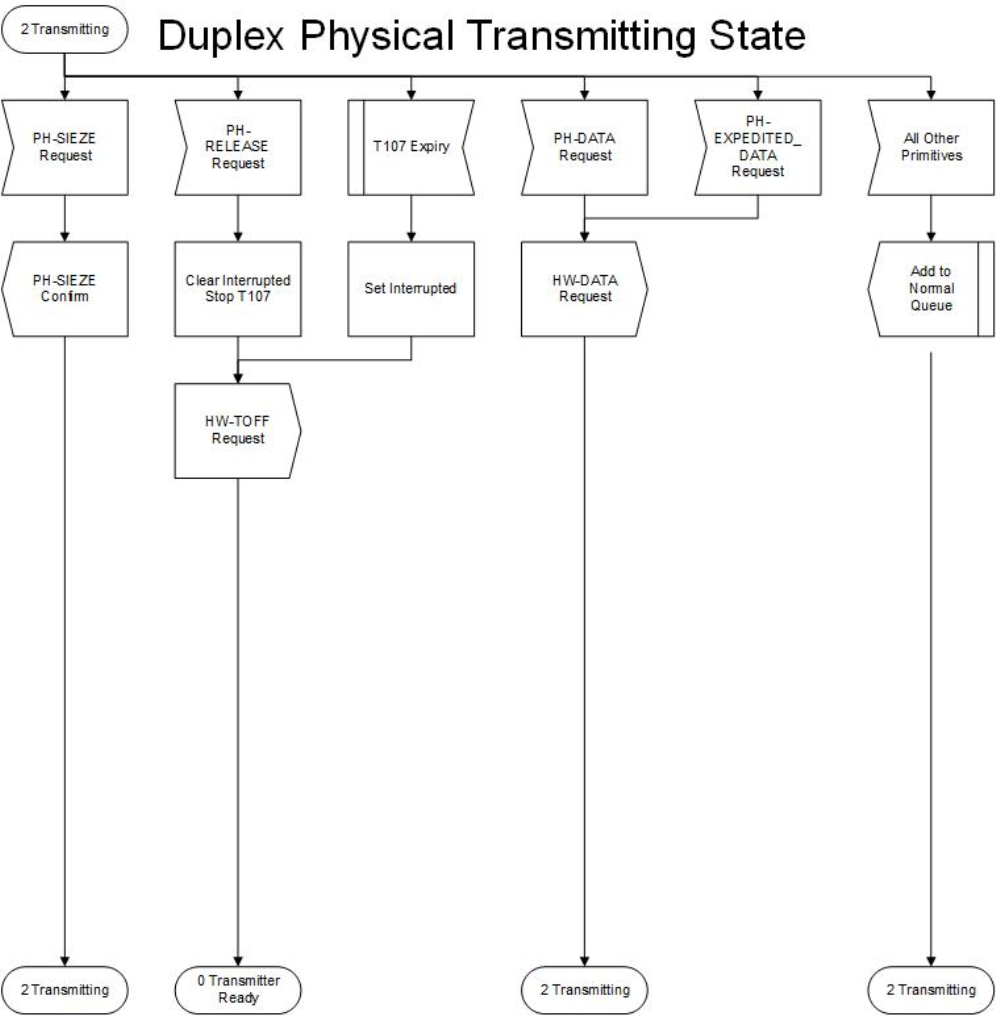 2 Transmitting
Duplex Physical Transmitting State
PH-SIEZE
Request
PH-
RELEASE
Request
T107 Expiry
PH-DATA
Request
PH-
EXPEDITED_
DATA
Request
All Other
Primitives
PH-SIEZE
Confirm
Clear Interrupted
Stop T107
Set Interrupted
HW-DATA
Request
Add to
Normal
Queue
HW-TOFF
Request
2 Transmitting
0 Transmitter
Ready
2 Transmitting
2 Transmitting